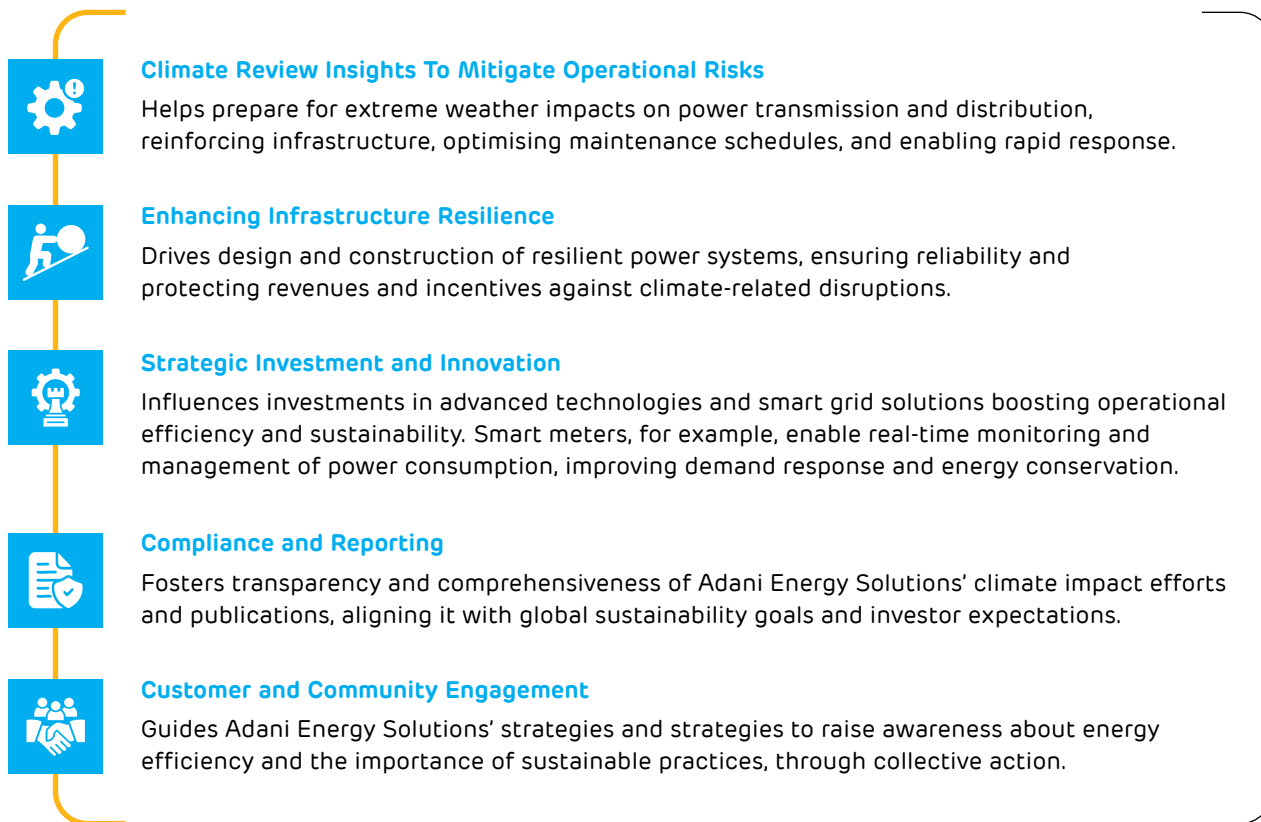 Climate Review Insights To Mitigate Operational Risks
Helps prepare for extreme weather impacts on power transmission and distribution,
reinforcing infrastructure, optimising maintenance schedules, and enabling rapid response.
Enhancing Infrastructure Resilience
Drives design and construction of resilient power systems, ensuring reliability and
protecting revenues and incentives against climate-related disruptions.
Strategic Investment and Innovation
Influences investments in advanced technologies and smart grid solutions boosting operational
efficiency and sustainability. Smart meters, for example, enable real-time monitoring and
management of power consumption, improving demand response and energy conservation.
Compliance and Reporting
Fosters transparency and comprehensiveness of Adani Energy Solutions’ climate impact efforts
and publications, aligning it with global sustainability goals and investor expectations.
Customer and Community Engagement
Guides Adani Energy Solutions’ strategies and strategies to raise awareness about energy
efficiency and the importance of sustainable practices, through collective action.